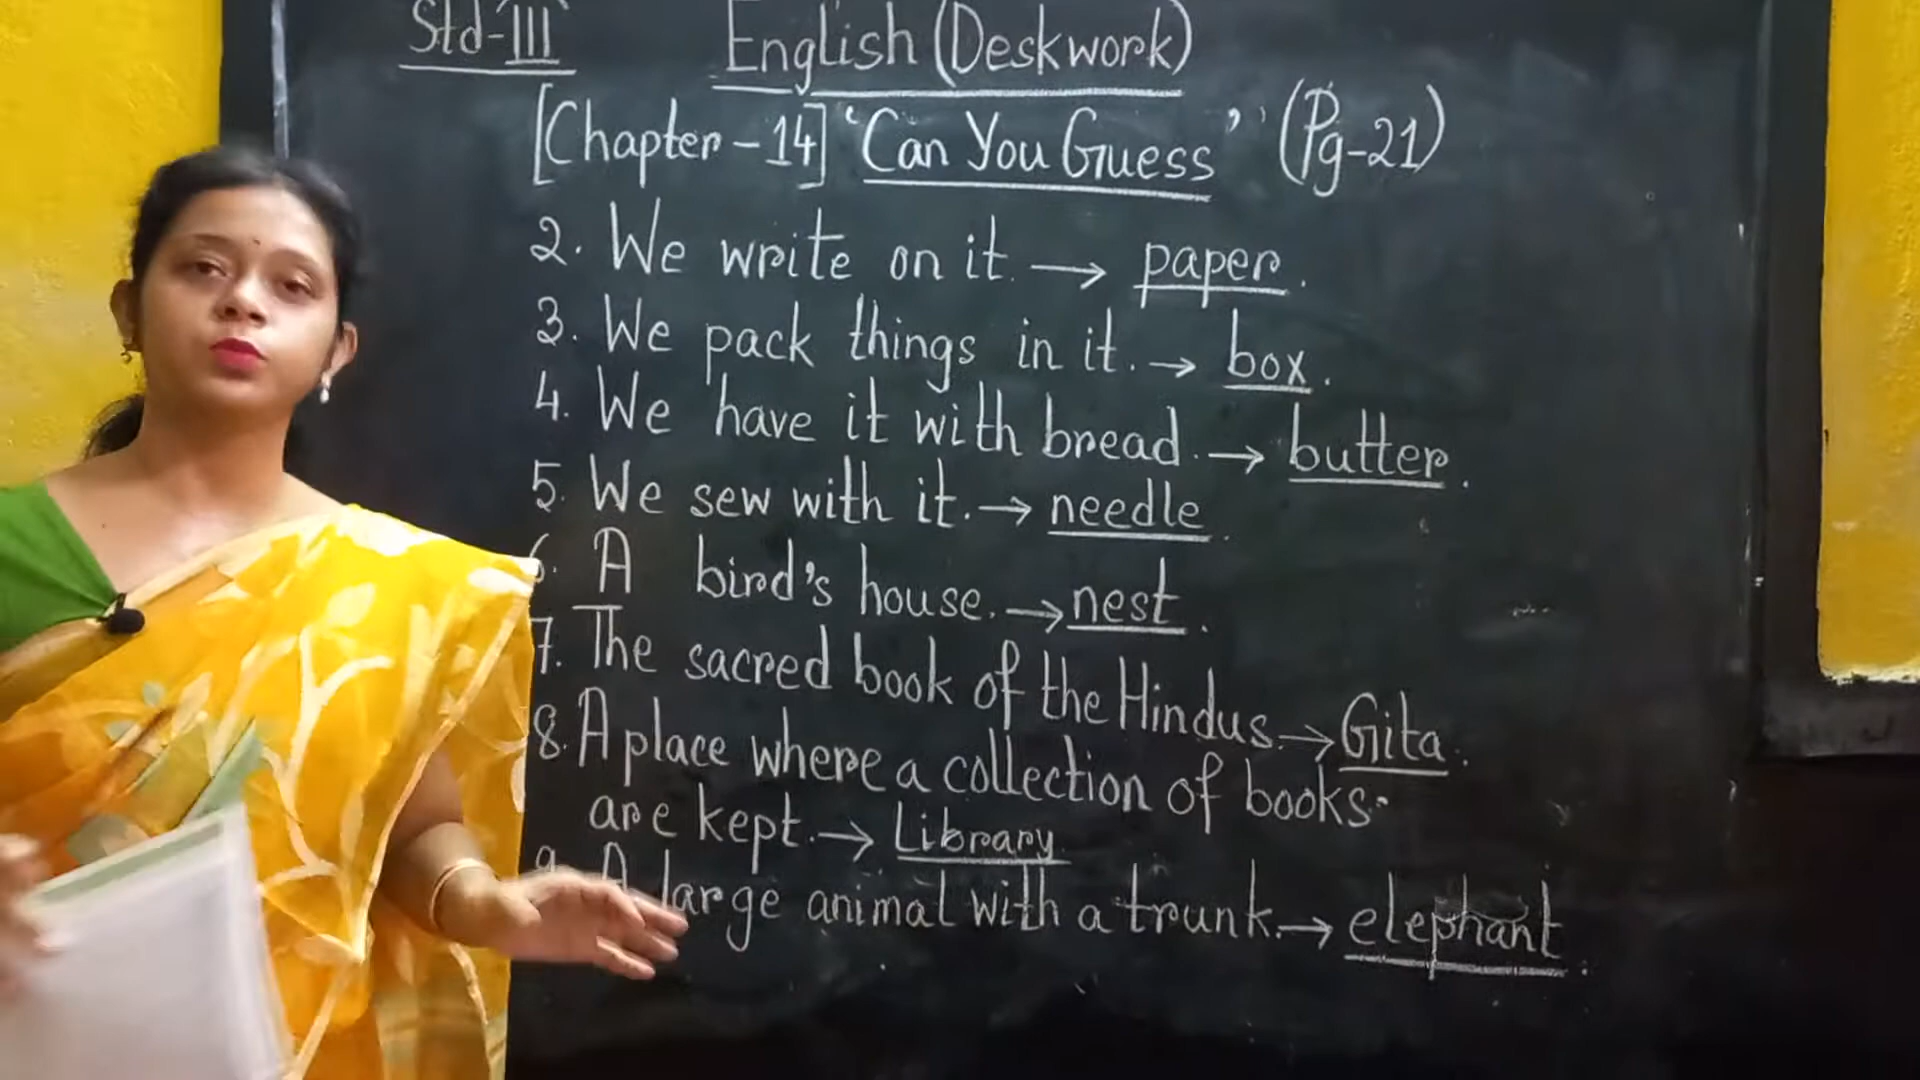 Std-III
English (Deskwork)
[Chapter-14] 'Can You Guess' (Pg-21)
2. We write on it. → paper.
3. We pack things in it. → box.
4. We have it with bread. → butter.
5. We sew with it. → needle.
6. A bird's house. → nest.
7. The sacred book of the Hindus. → Gita.
8. A place where a collection of books
are kept. → Library
9. A large animal with a trunk. → elephant.